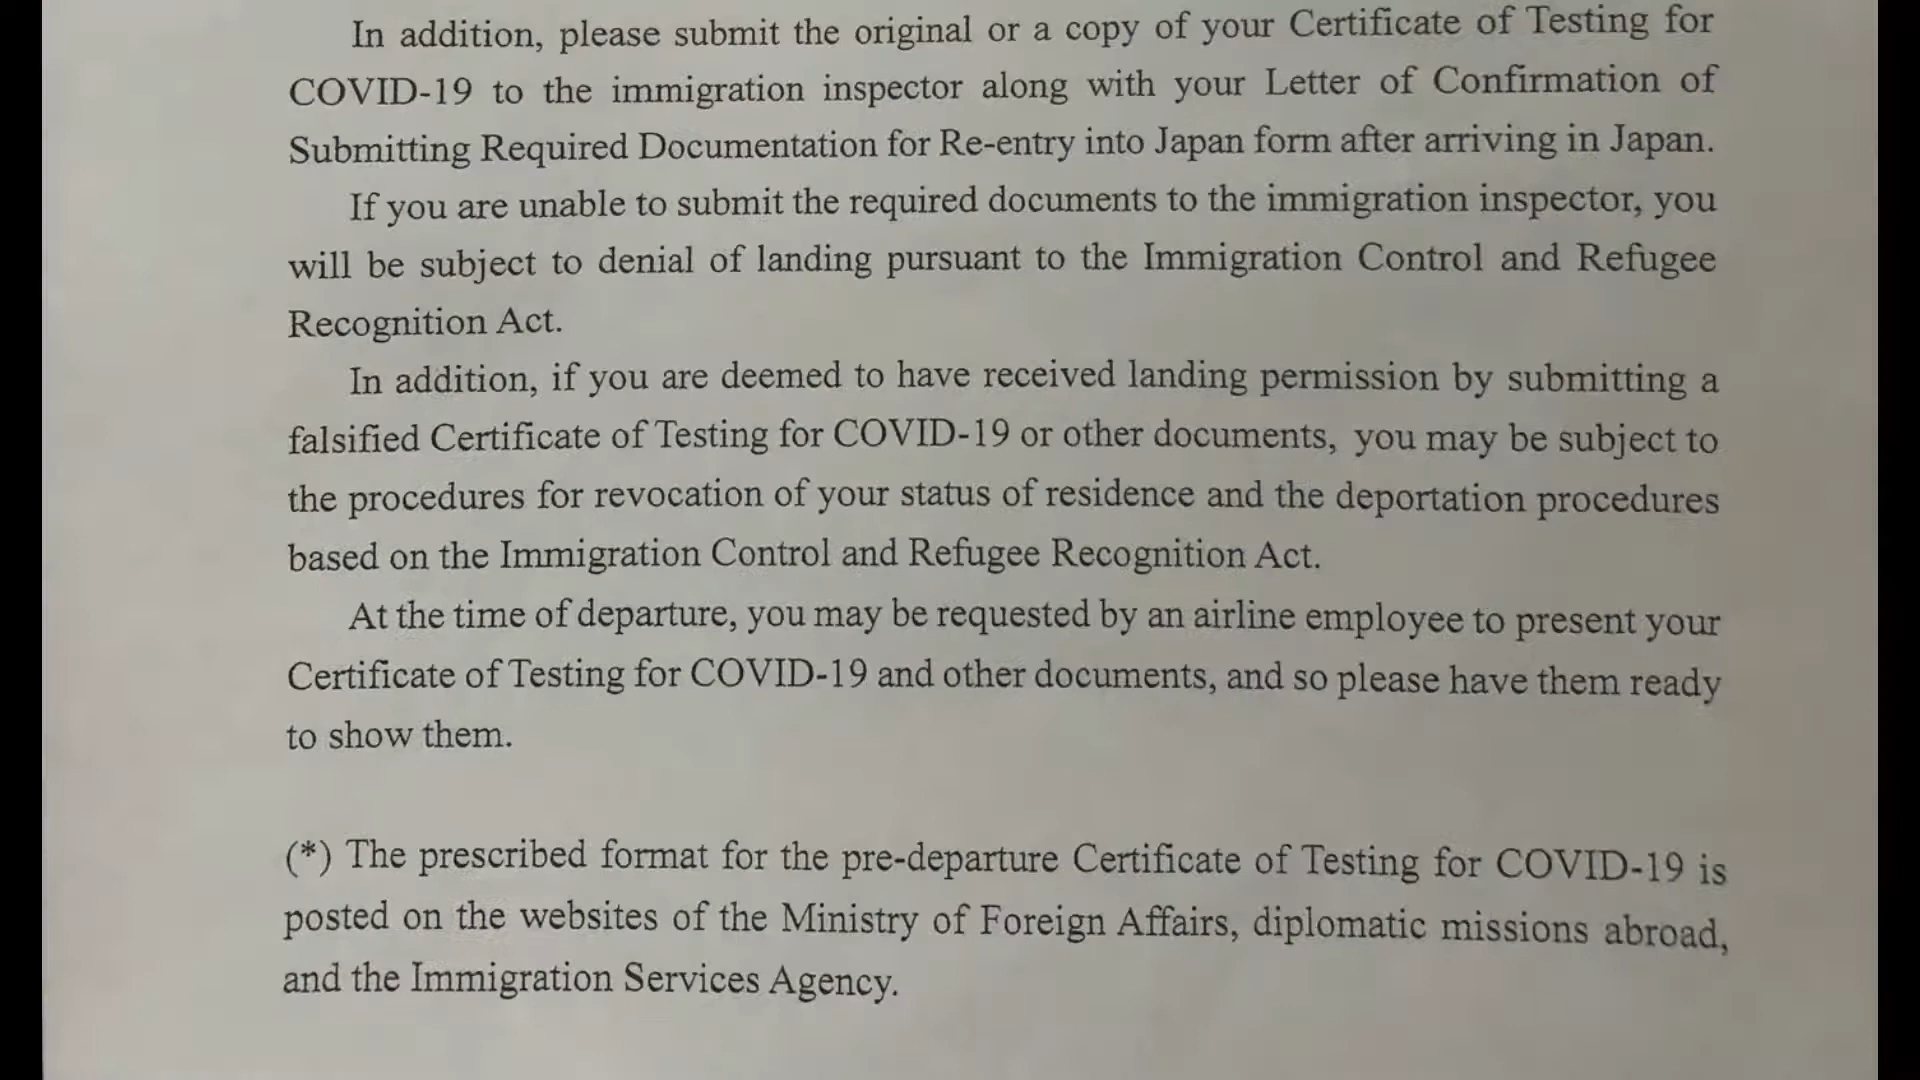 In addition, please submit the original or a copy of your Certificate of Testing for
COVID-19 to the immigration inspector along with your Letter of Confirmation of
Submitting Required Documentation for Re-entry into Japan form after arriving in Japan.
If you are unable to submit the required documents to the immigration inspector, you
will be subject to denial of landing pursuant to the Immigration Control and Refugee
Recognition Act.
In addition, if you are deemed to have received landing permission by submitting a
falsified Certificate of Testing for COVID-19 or other documents, you may be subject to
the procedures for revocation of your status of residence and the deportation procedures
based on the Immigration Control and Refugee Recognition Act.
At the time of departure, you may be requested by an airline employee to present your
Certificate of Testing for COVID-19 and other documents, and so please have them ready
to show them.
(*) The prescribed format for the pre-departure Certificate of Testing for COVID-19 is
posted on the websites of the Ministry of Foreign Affairs, diplomatic missions abroad,
and the Immigration Services Agency.